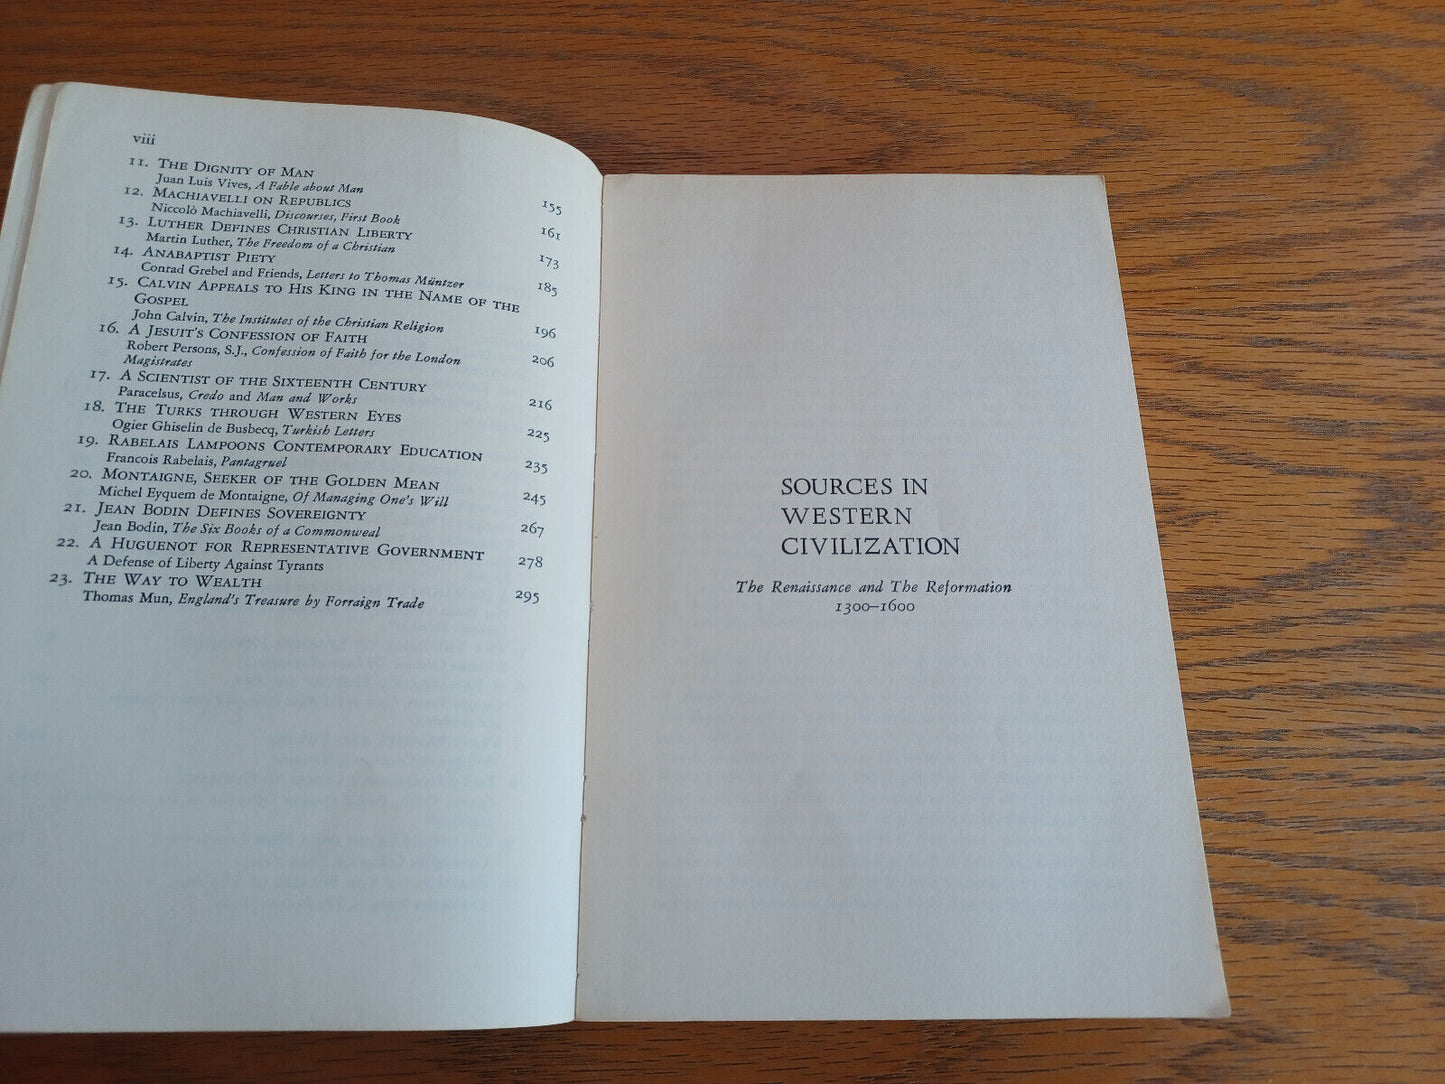 viii
11. THE DIGNITY OF MAN
Juan Luis Vives, A Fable about Man 155
12. MACHIAVELLI ON REPUBLICS
Niccolò Machiavelli, Discourses, First Book 161
13. LUTHER DEFINES CHRISTIAN LIBERTY
Martin Luther, The Freedom of a Christian 173
14. ANABAPTIST PIETY
Conrad Grebel and Friends, Letters to Thomas Müntzer 185
15. CALVIN APPEALS TO HIS KING IN THE NAME OF THE
GOSPEL
John Calvin, The Institutes of the Christian Religion 196
16. A JESUIT'S CONFESSION OF FAITH 206
Robert Persons, S.J., Confession of Faith for the London
Magistrates
17. A SCIENTIST OF THE SIXTEENTH CENTURY
Paracelsus, Credo and Man and Works 216
18. THE TURKS THROUGH WESTERN EYES
Ogier Ghiselin de Busbecq, Turkish Letters 225
19. RABELAIS LAMPOONS CONTEMPORARY EDUCATION
Francois Rabelais, Pantagruel 235
20. MONTAIGNE, SEEKER OF THE GOLDEN MEAN
Michel Eyquem de Montaigne, Of Managing One's Will 245
21. JEAN BODIN DEFINES SOVEREIGNTY
Jean Bodin, The Six Books of a Commonweal 267
22. A HUGUENOT FOR REPRESENTATIVE GOVERNMENT
A Defense of Liberty Against Tyrants 278
23. THE WAY TO WEALTH
Thomas Mun, England's Treasure by Forraign Trade 295
SOURCES IN
WESTERN
CIVILIZATION
The Renaissance and The Reformation
1300–1600